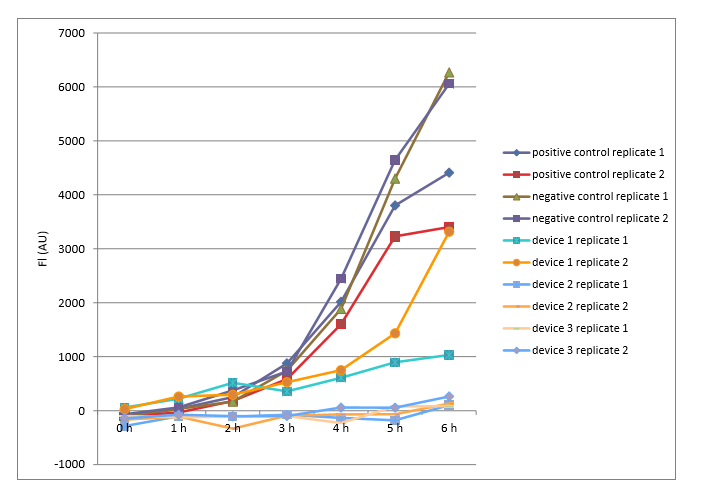 7000
6000
5000
4000
3000
2000
1000
0
-1000
FI (AU)
0 h 1 h 2 h 3 h 4 h 5 h 6 h
positive control replicate 1
positive control replicate 2
negative control replicate 1
negative control replicate 2
device 1 replicate 1
device 1 replicate 2
device 2 replicate 1
device 2 replicate 2
device 3 replicate 1
device 3 replicate 2